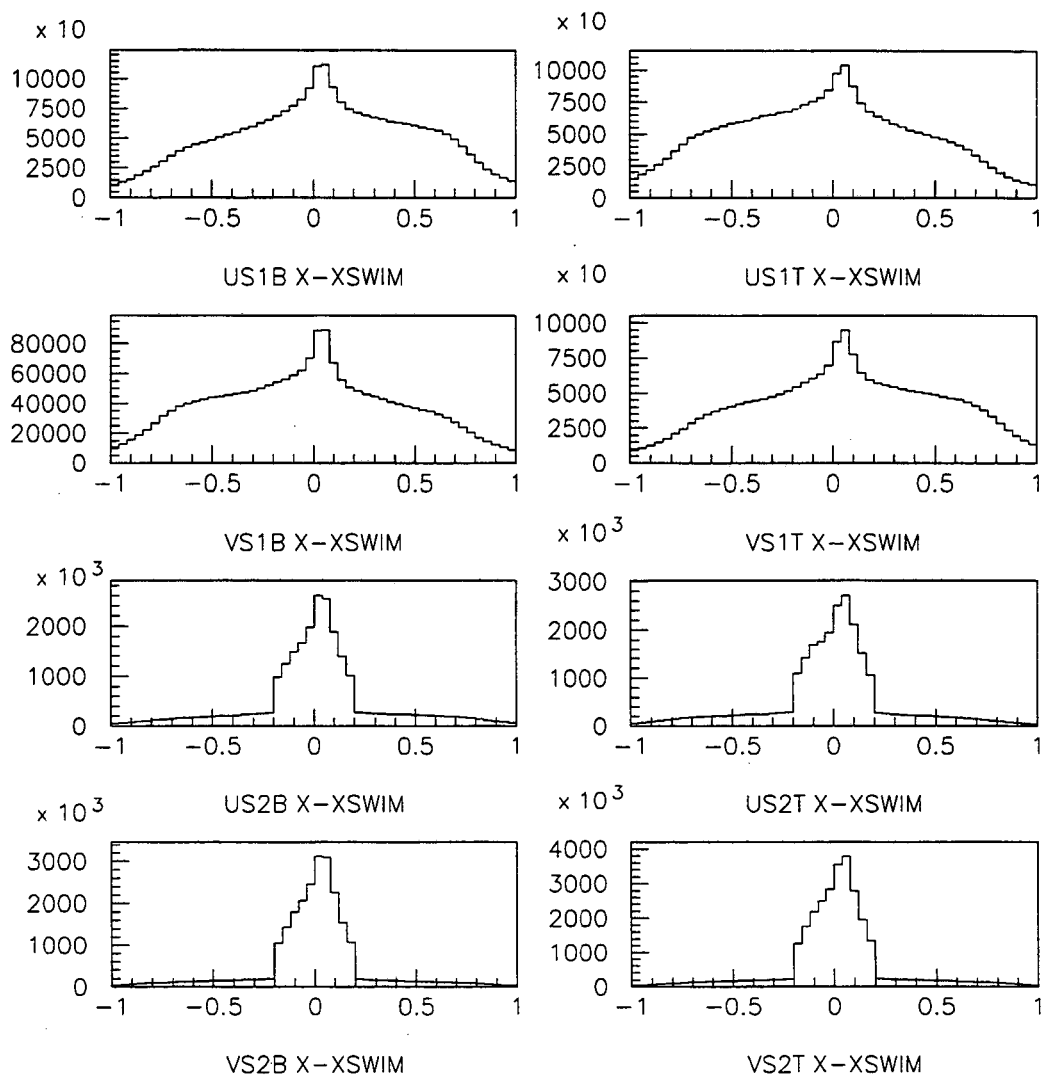 x 10
10000
7500
5000
2500
0
−1 −0.5 0 0.5 1
US1B X−XSWIM
x 10
10000
7500
5000
2500
0
−1 −0.5 0 0.5 1
US1T X−XSWIM
80000
60000
40000
20000
0
−1 −0.5 0 0.5 1
VS1B X−XSWIM
x 10
10000
7500
5000
2500
0
−1 −0.5 0 0.5 1
VS1T X−XSWIM
x 10 3
2000
1000
0
−1 −0.5 0 0.5 1
US2B X−XSWIM
x 10 3
3000
2000
1000
0
−1 −0.5 0 0.5 1
US2T X−XSWIM
x 10 3
3000
2000
1000
0
−1 −0.5 0 0.5 1
VS2B X−XSWIM
x 10 3
4000
3000
2000
1000
0
−1 −0.5 0 0.5 1
VS2T X−XSWIM